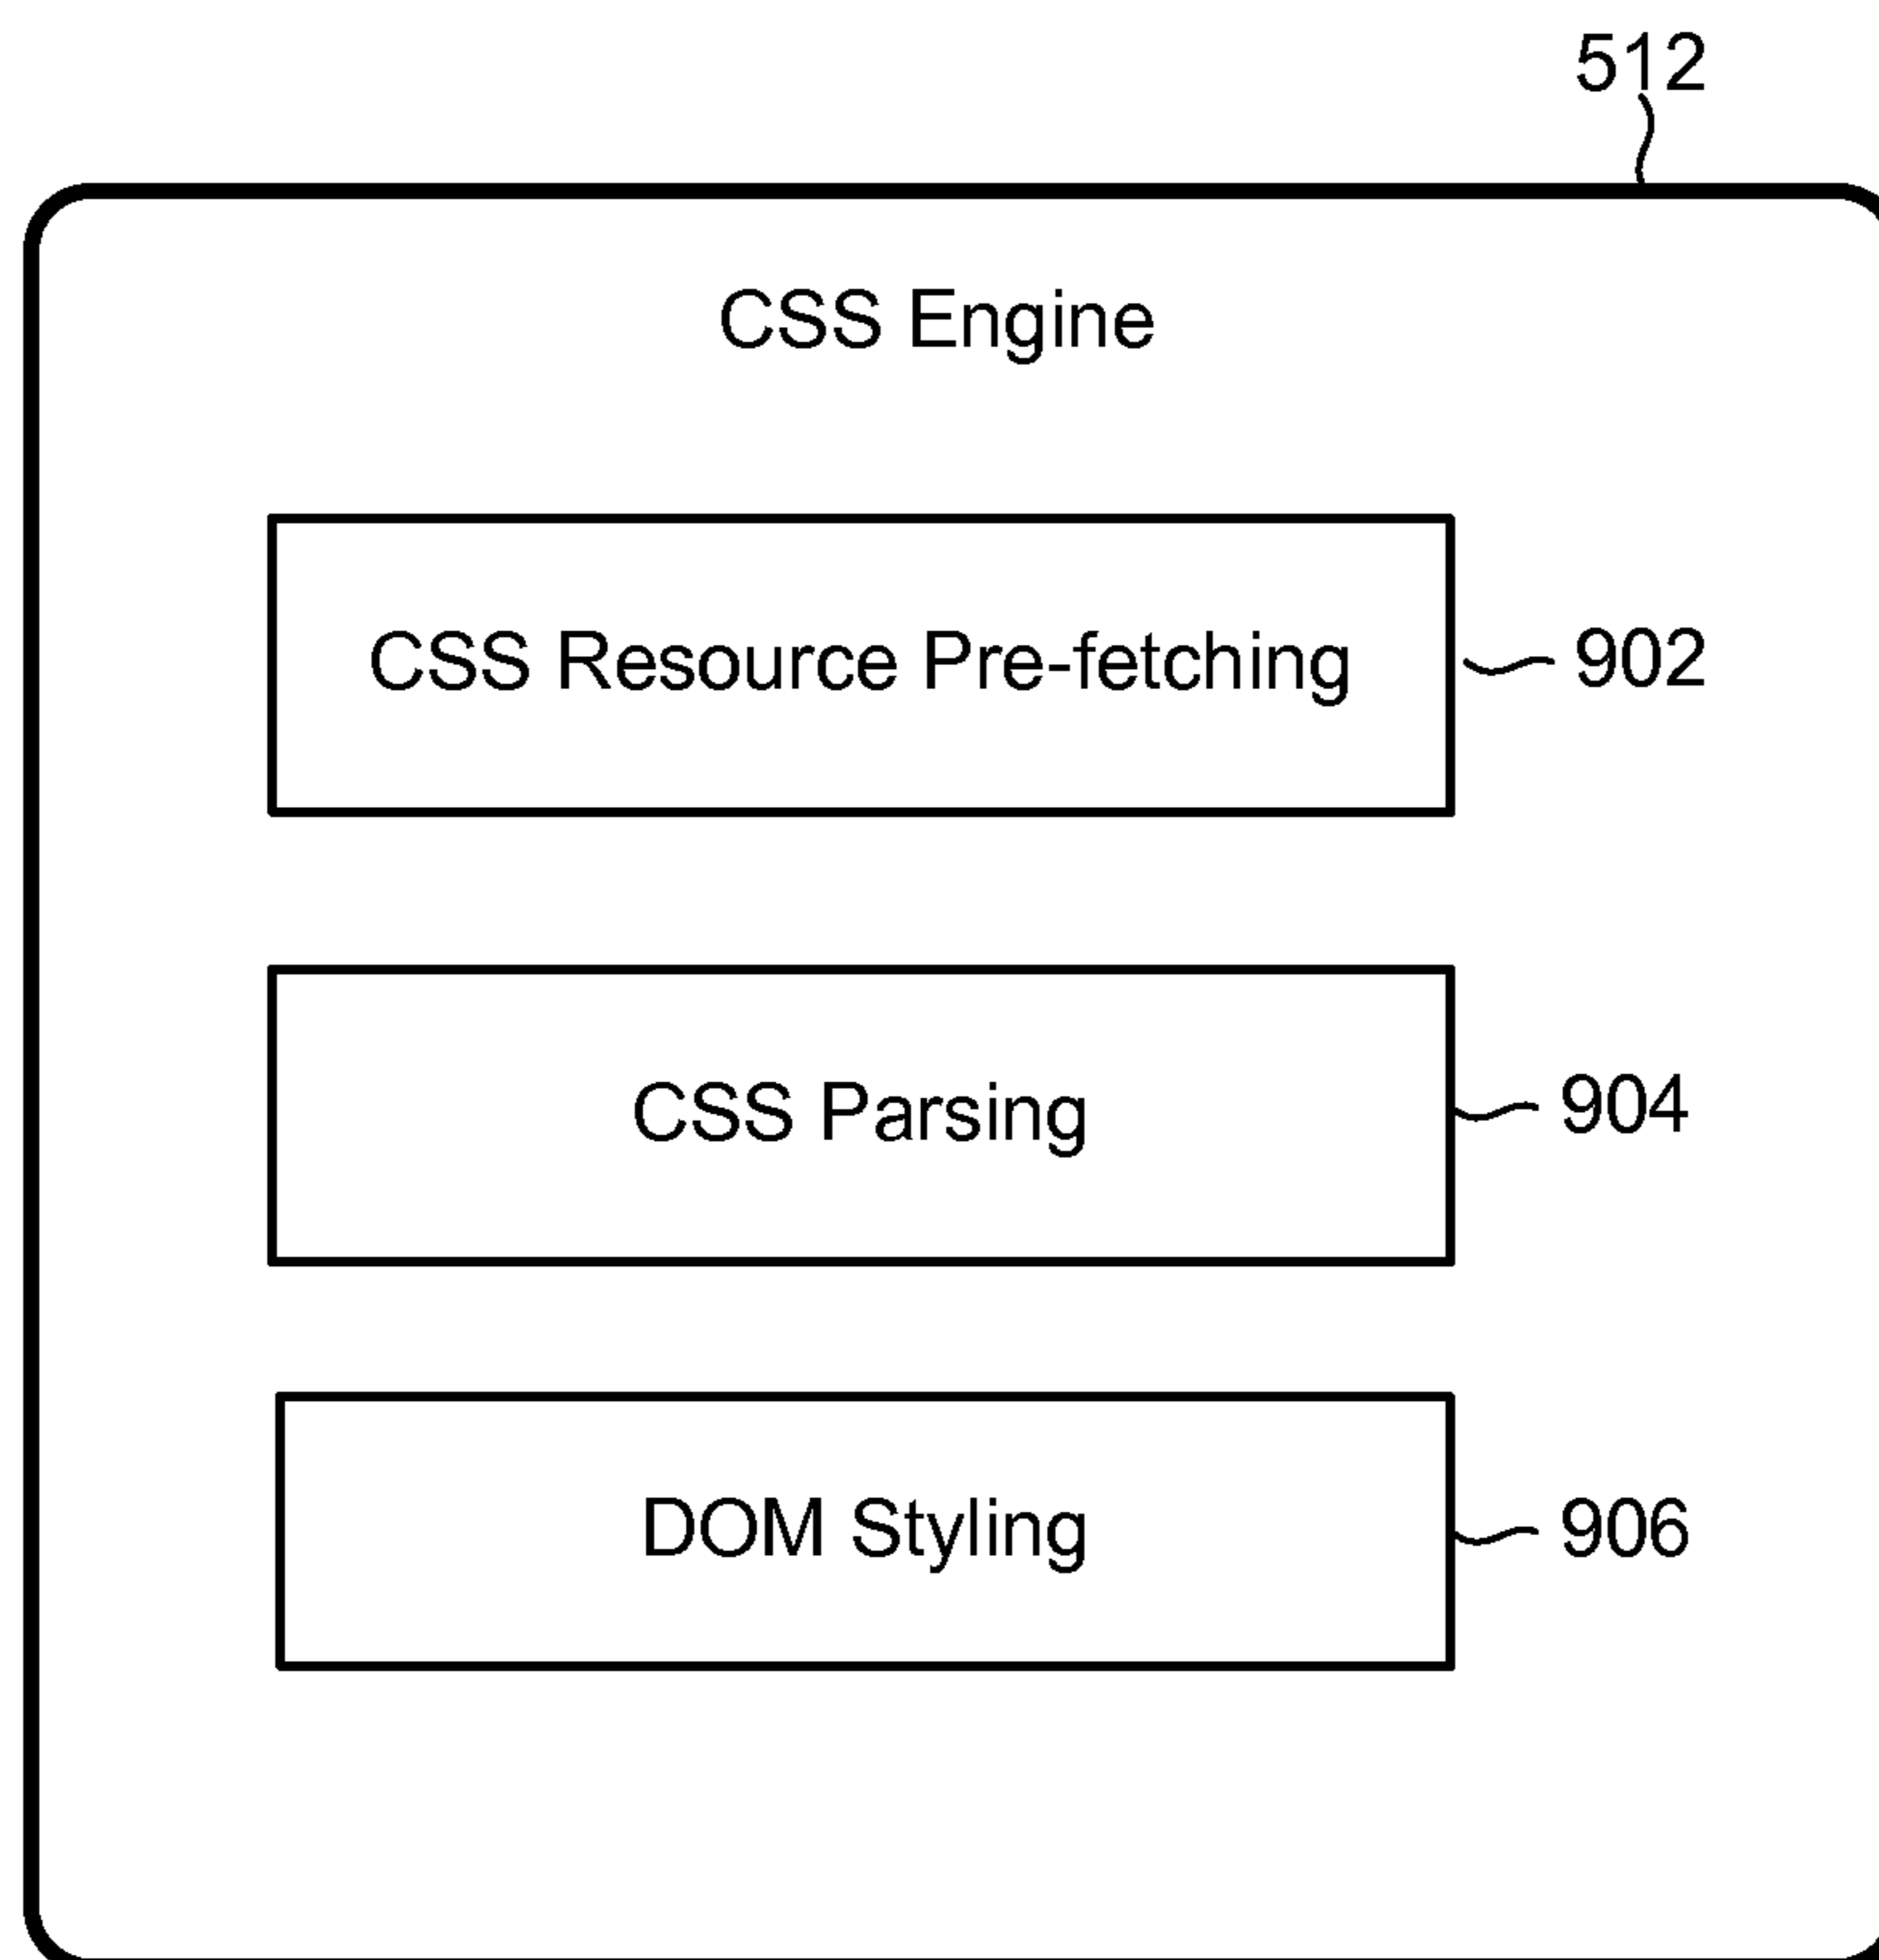 512
CSS Engine
CSS Resource Pre-fetching
902
CSS Parsing
904
DOM Styling
906